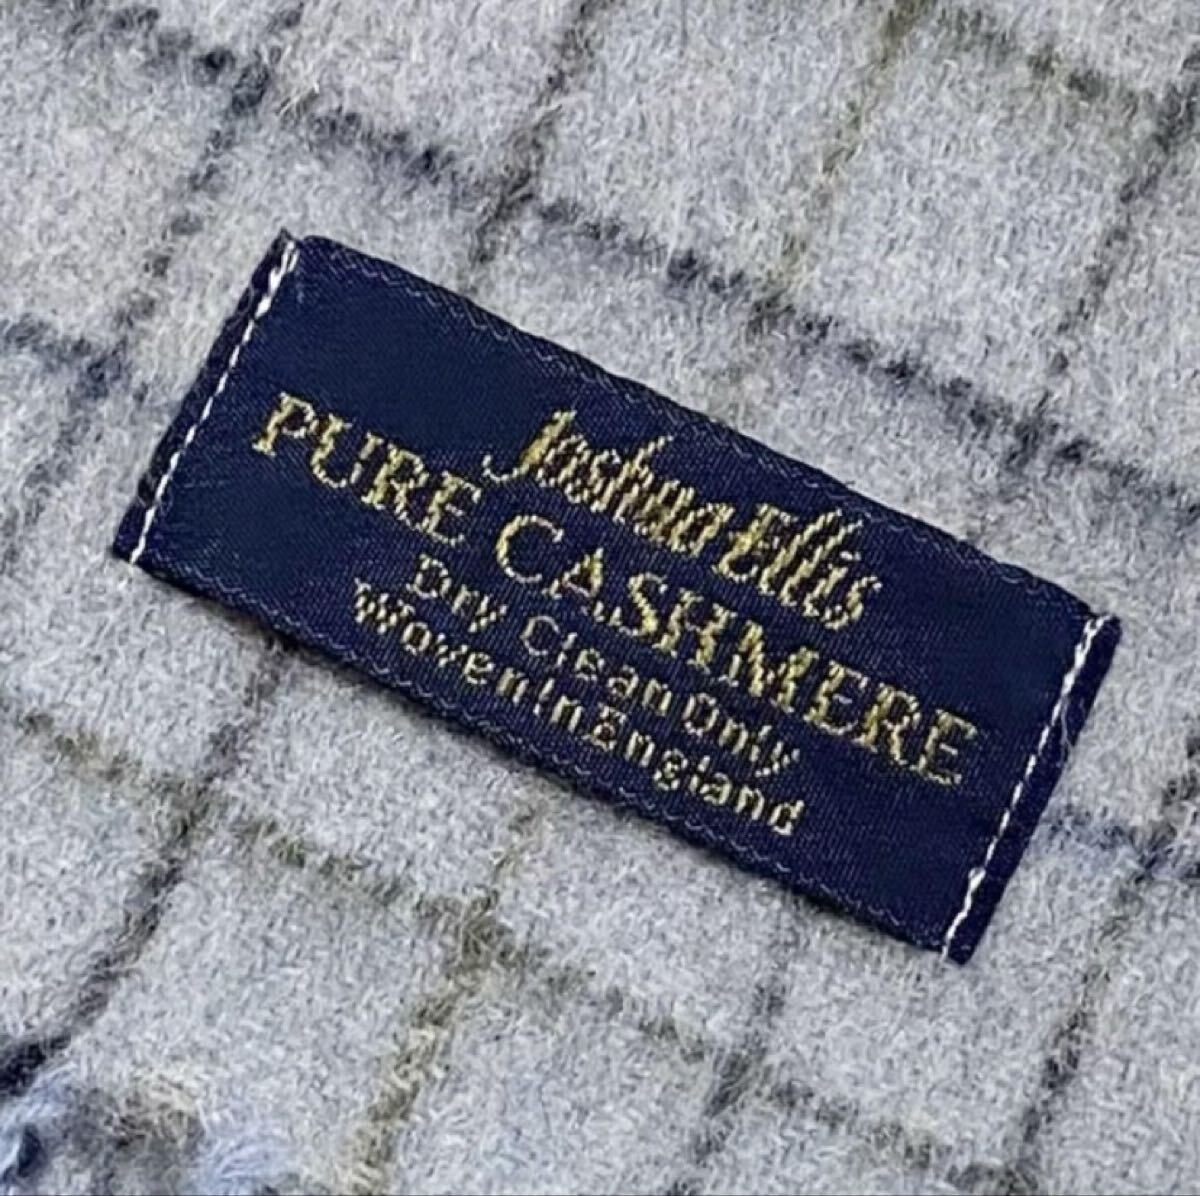 Joshua Ellis
PURE CASHMERE
Dry Clean Only
Woven In England